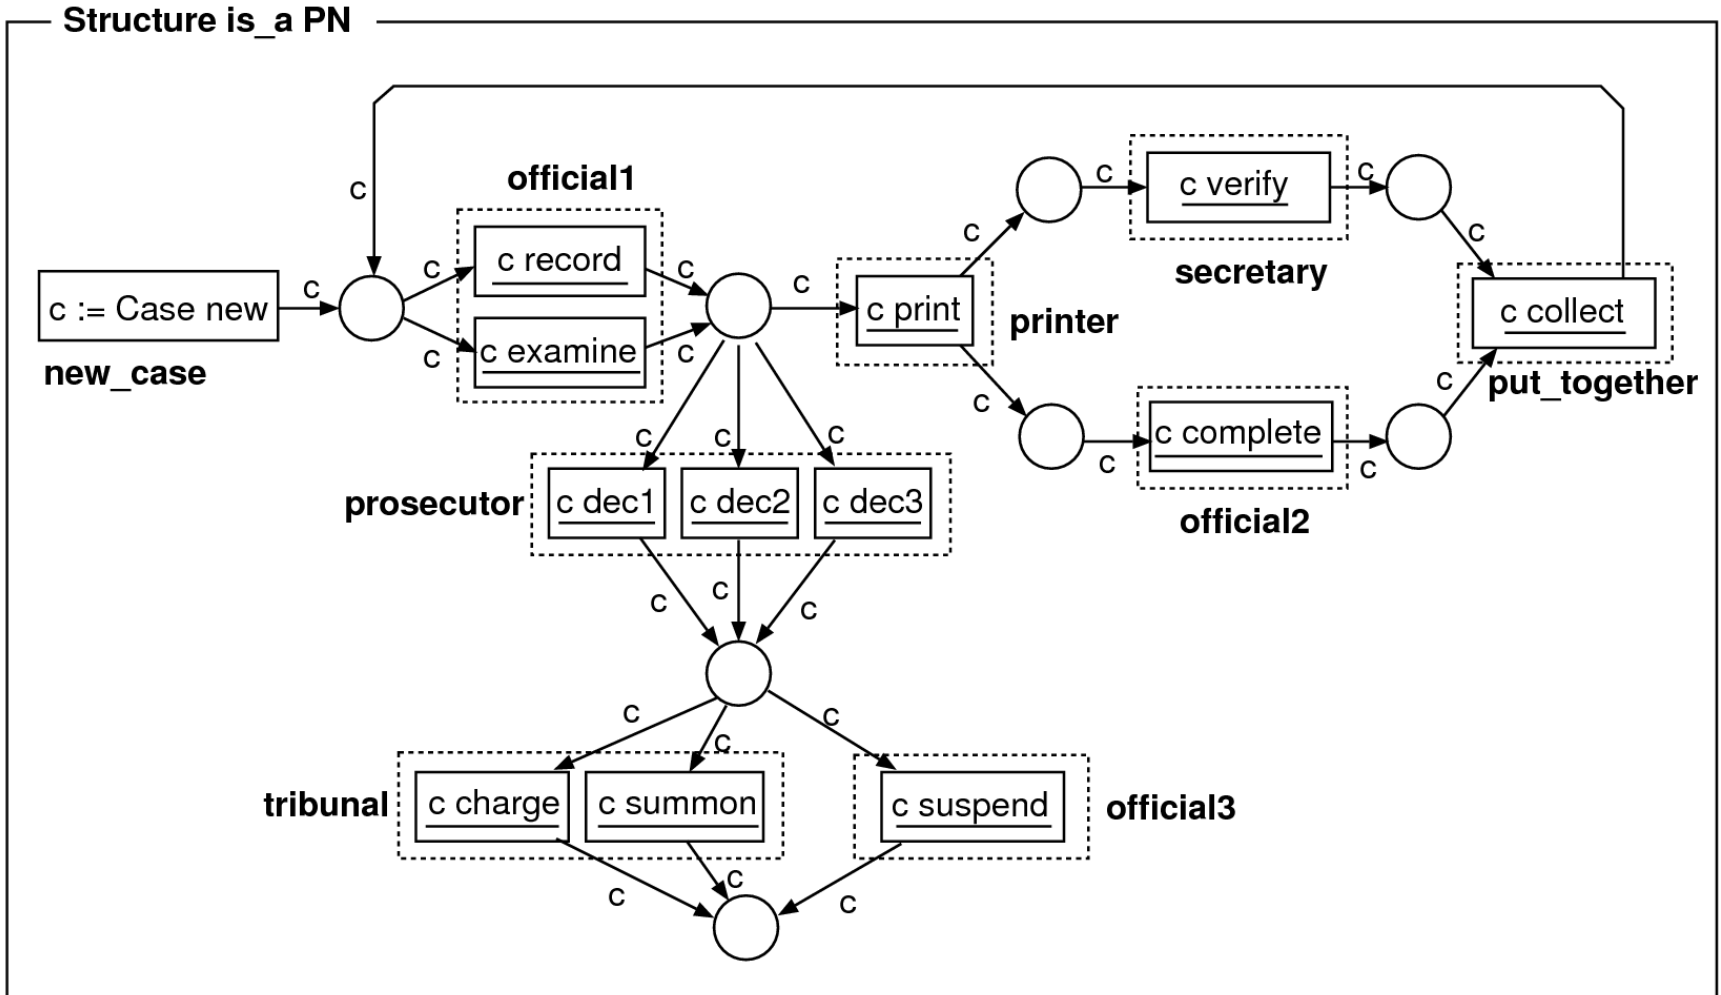 Structure is_a PN
c
official1
c record
c
c
c := Case new
c
new_case
c
c examine
c
c
c print
printer
c
c
c
c verify
c
secretary
c
c collect
put_together
c
c complete
c
official2
c
c
c
c
prosecutor
c dec1
c dec2
c dec3
c
c
c
c
c
c
tribunal
c charge
c summon
c suspend
official3
c
c
c